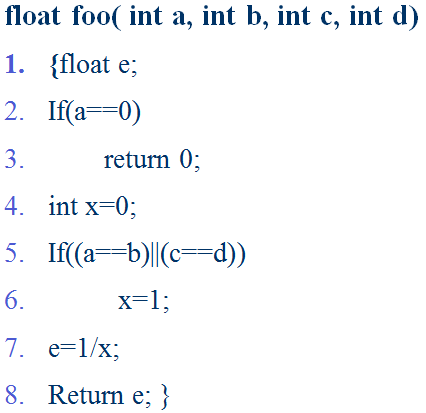 float foo( int a, int b, int c, int d)
1. {float e;
2. If(a==0)
3. return 0;
4. int x=0;
5. If((a==b)||(c==d))
6. x=1;
7. e=1/x;
8. Return e; }